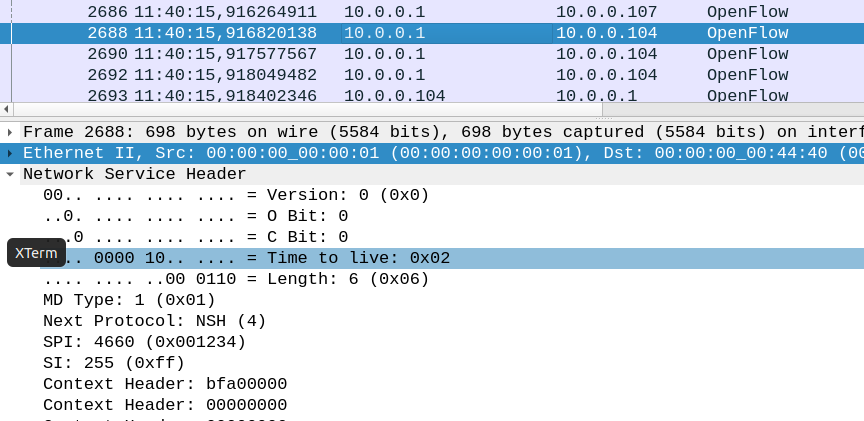 2686 11:40:15,916264911 10.0.0.1 10.0.0.107 OpenFlow
2688 11:40:15,916820138 10.0.0.1 10.0.0.104 OpenFlow
2690 11:40:15,917577567 10.0.0.1 10.0.0.104 OpenFlow
2692 11:40:15,918049482 10.0.0.1 10.0.0.104 OpenFlow
2693 11:40:15,918402346 10.0.0.104 10.0.0.1 OpenFlow
Frame 2688: 698 bytes on wire (5584 bits), 698 bytes captured (5584 bits) on interf
Ethernet II, Src: 00:00:00_00:00:01 (00:00:00:00:00:01), Dst: 00:00:00_00:44:40 (00
Network Service Header
00.. .... .... .... = Version: 0 (0x0)
..0. .... .... .... = O Bit: 0
...0 .... .... .... = C Bit: 0
XTerm
.. 0000 10.. .... = Time to live: 0x02
.... .... ..00 0110 = Length: 6 (0x06)
MD Type: 1 (0x01)
Next Protocol: NSH (4)
SPI: 4660 (0x001234)
SI: 255 (0xff)
Context Header: bfa00000
Context Header: 00000000